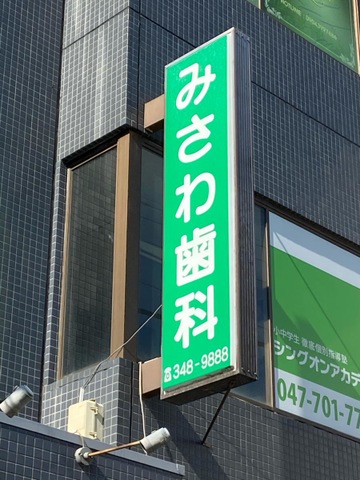 みさわ歯科
☎348-9888
小中学生 徹底個別指導塾
シングオンアカデ
047-701-77